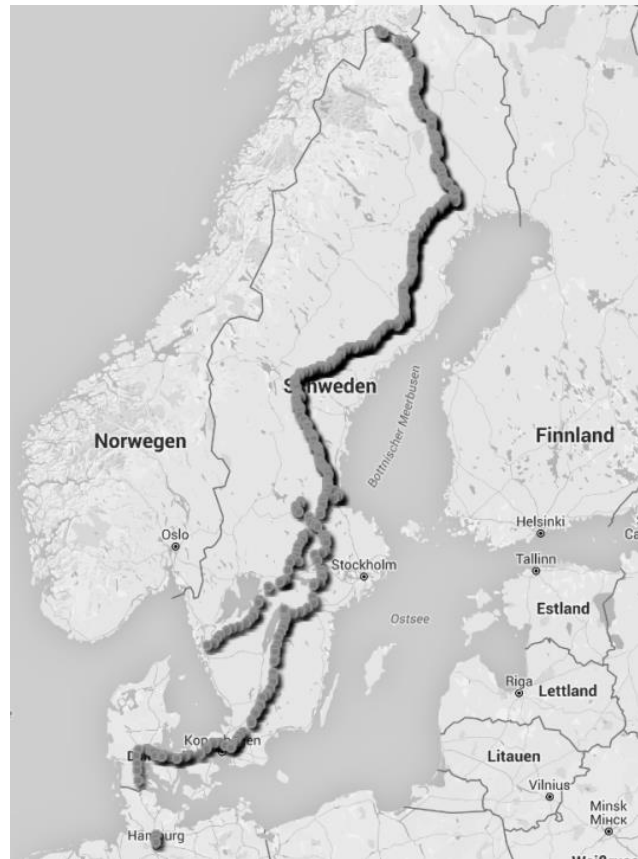 Schweden
Norwegen
Bottnischer Meerbusen
Finnland
Oslo
Helsinki
Stockholm
Tallinn
Estland
Ostsee
Riga
Lettland
Litauen
Vilnius
Minsk
Мінск
Hamburg